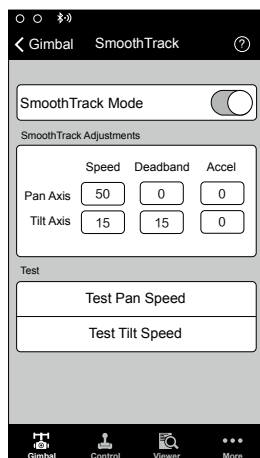 Gimbal SmoothTrack ?
SmoothTrack Mode
SmoothTrack Adjustments
Speed Deadband Accel
Pan Axis 50 0 0
Tilt Axis 15 15 0
Test
Test Pan Speed
Test Tilt Speed
Gimbal Control Viewer More